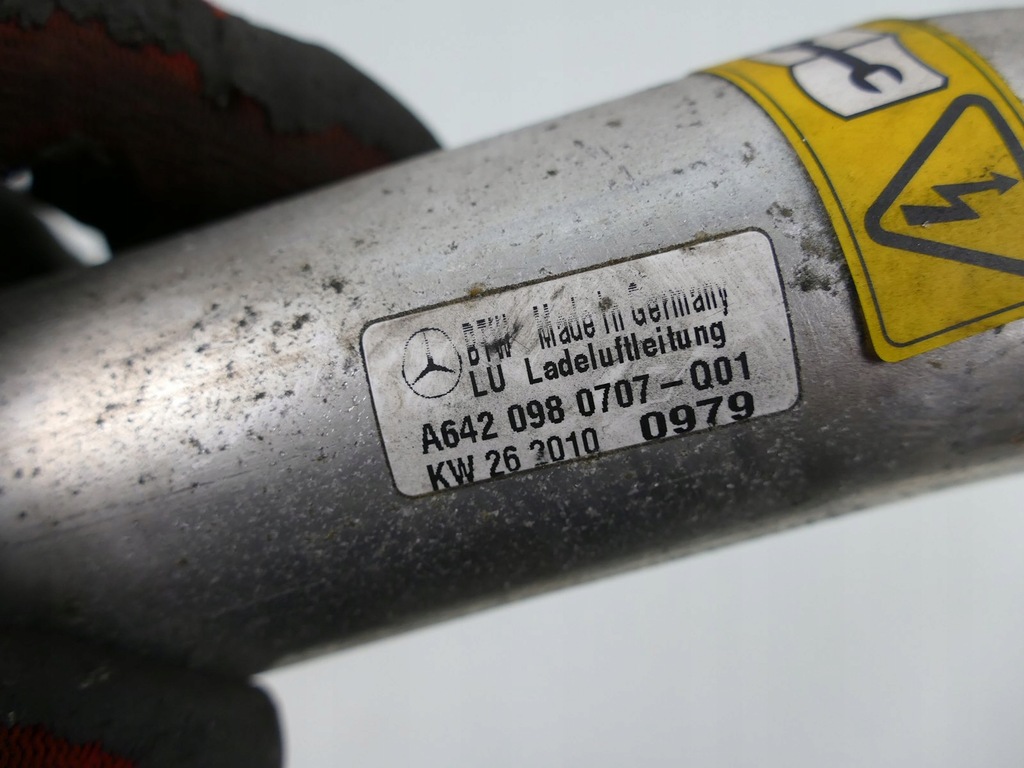 BTW Made in Germany
LU Ladeluftleitung
A642 098 0707-Q01
KW 26 2010 0979